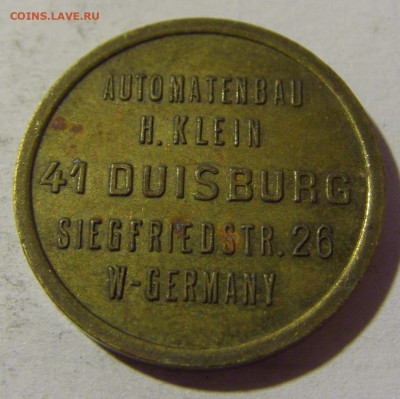 COINS.LAVE.RU
AUTOMATENBAU
H. KLEIN
41 DUISBURG
SIEGFRIEDSTR. 26
W-GERMANY